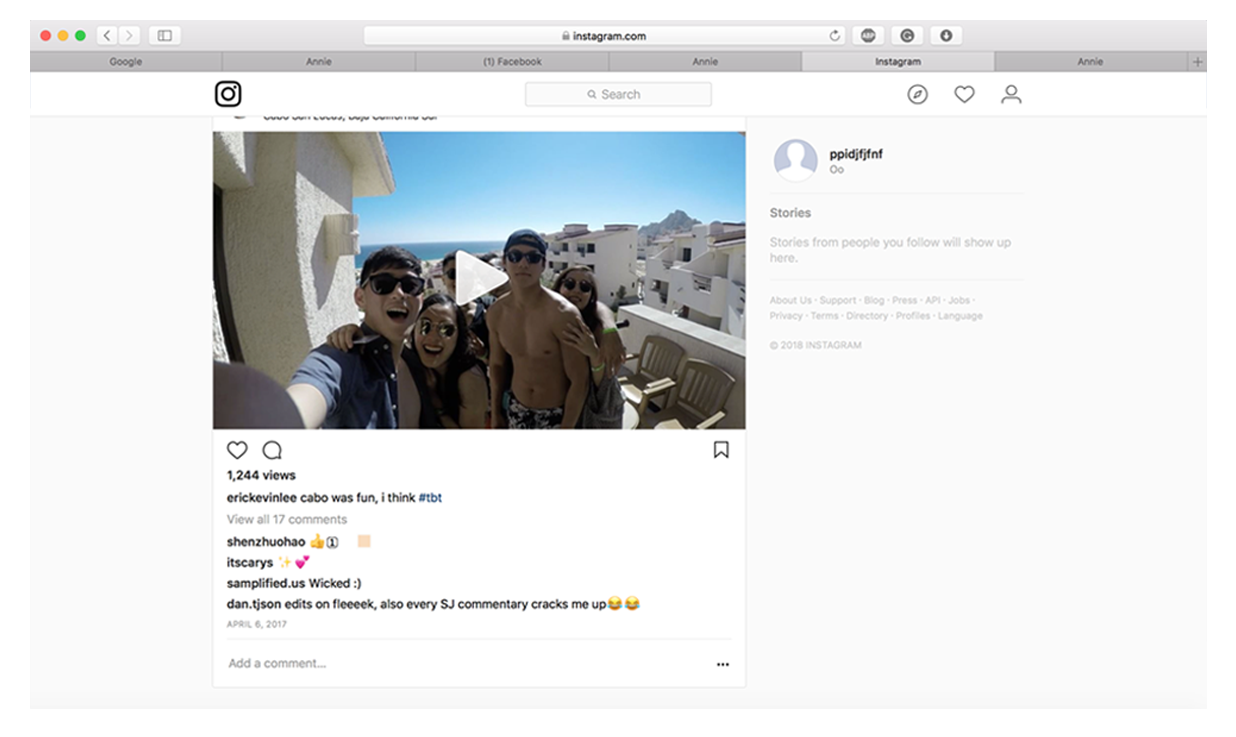 instagram.com
ABP
Google
Annie
(1) Facebook
Annie
Instagram
Annie
Search
Cabo San Lucas, Baja California Sur
ppidjfjfnf
Oo
Stories
Stories from people you follow will show up
here.
About Us · Support · Blog · Press · API · Jobs ·
Privacy · Terms · Directory · Profiles · Language
© 2018 INSTAGRAM
1,244 views
erickevinlee cabo was fun, i think #tbt
View all 17 comments
shenzhuohao 👍1
itscarys ✨💕
samplified.us Wicked :)
dan.tjson edits on fleeeek, also every SJ commentary cracks me up😂😂
APRIL 6, 2017
Add a comment...